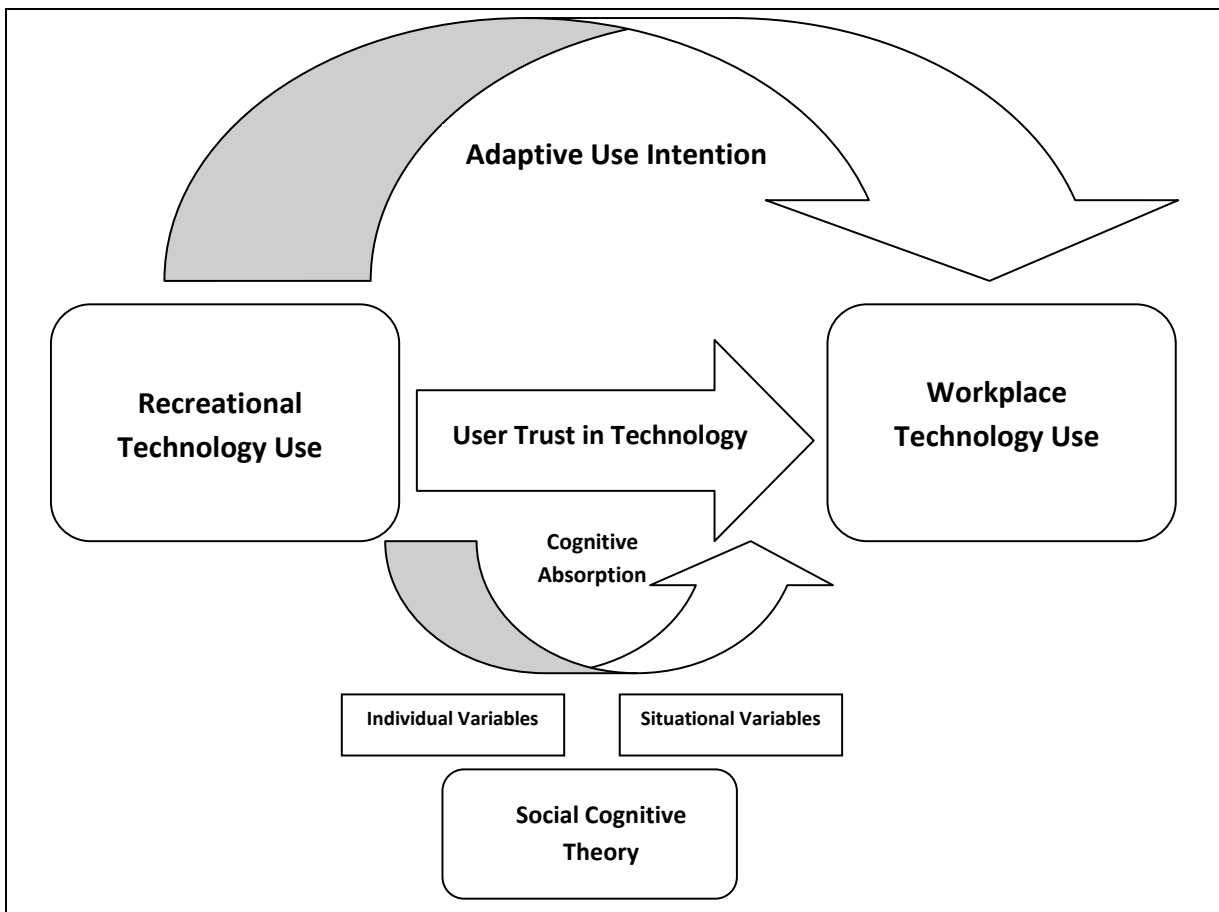 Adaptive Use Intention
Recreational
Technology Use
User Trust in Technology
Workplace
Technology Use
Cognitive
Absorption
Individual Variables
Situational Variables
Social Cognitive
Theory